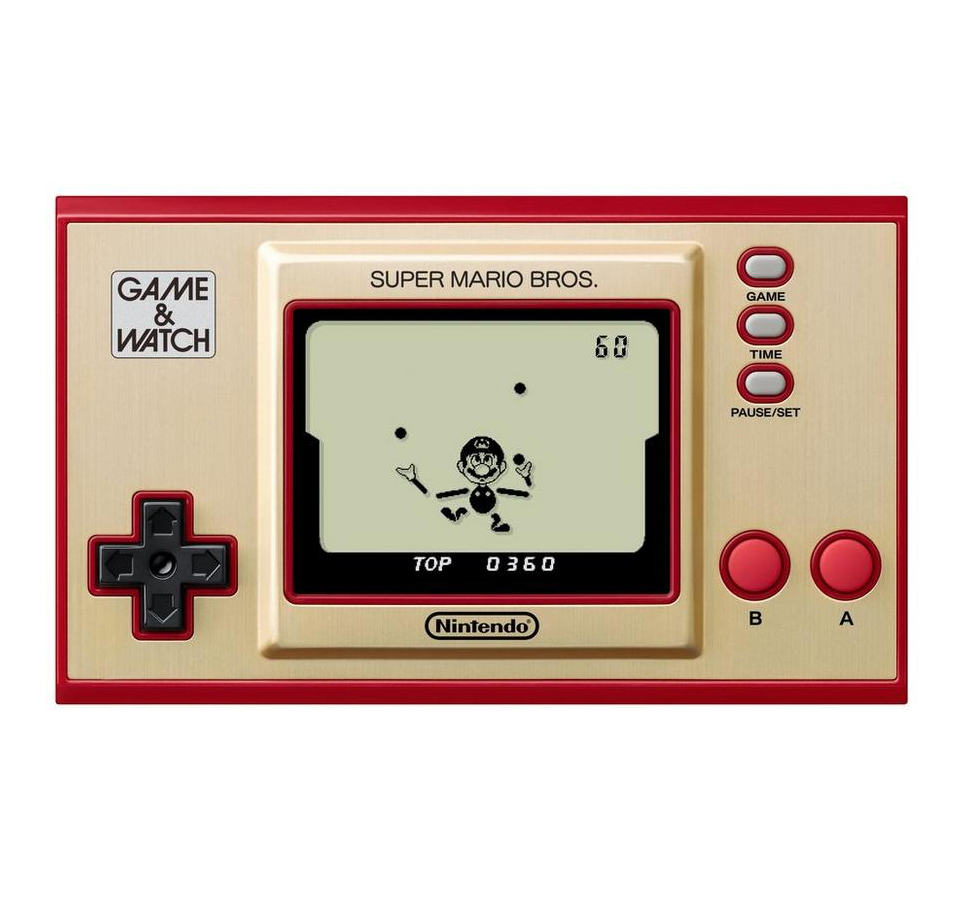 GAME
&
WATCH
SUPER MARIO BROS.
60
TOP 0360
Nintendo®
GAME
TIME
PAUSE/SET
B
A